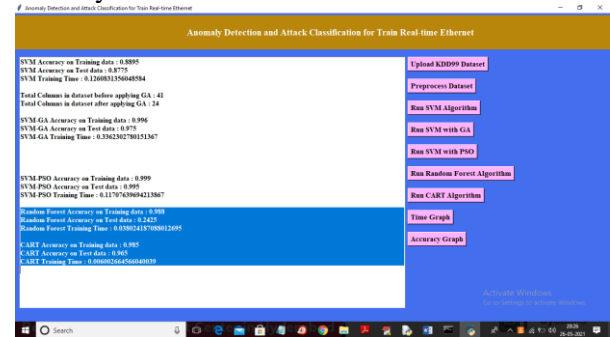 Anomaly Detection and Attack Classification for Train Real-time Ethernet
Anomaly Detection and Attack Classification for Train Real-time Ethernet
SVM Accuracy on Training data : 0.8895
SVM Accuracy on Test data : 0.8775
SVM Training Time : 0.1260831356048584
Total Columns in dataset before applying GA : 41
Total Columns in dataset after applying GA : 24
SVM-GA Accuracy on Training data : 0.996
SVM-GA Accuracy on Test data : 0.975
SVM-GA Training Time : 0.3362302780151367
SVM-PSO Accuracy on Training data : 0.999
SVM-PSO Accuracy on Test data : 0.995
SVM-PSO Training Time : 0.11707639694213867
Random Forest Accuracy on Training data : 0.988
Random Forest Accuracy on Test data : 0.2425
Random Forest Training Time : 0.038024187088012695
CART Accuracy on Training data : 0.985
CART Accuracy on Test data : 0.965
CART Training Time : 0.006002664566040039
Upload KDD99 Dataset
Preprocess Dataset
Run SVM Algorithm
Run SVM with GA
Run SVM with PSO
Run Random Forest Algorithm
Run CART Algorithm
Time Graph
Accuracy Graph
Activate Windows
Go to Settings to activate Windows.
Search
20:29
26-05-2021